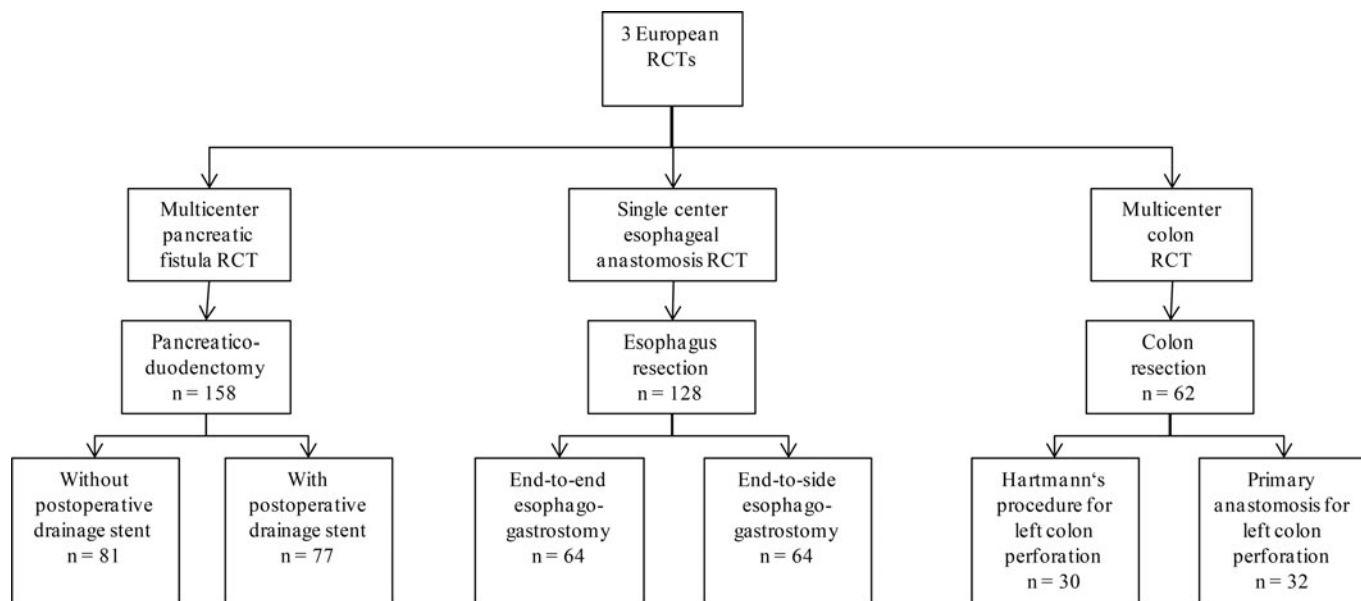 3 European
RCTs
Multicenter
pancreatic
fistula RCT
Single center
esophageal
anastomosis RCT
Multicenter
colon
RCT
Pancreatico-
duodenctomy
n = 158
Esophagus
resection
n = 128
Colon
resection
n = 62
Without
postoperative
drainage stent
n = 81
With
postoperative
drainage stent
n = 77
End-to-end
esophago-
gastrostomy
n = 64
End-to-side
esophago-
gastrostomy
n = 64
Hartmann‘s
procedure for
left colon
perforation
n = 30
Primary
anastomosis for
left colon
perforation
n = 32